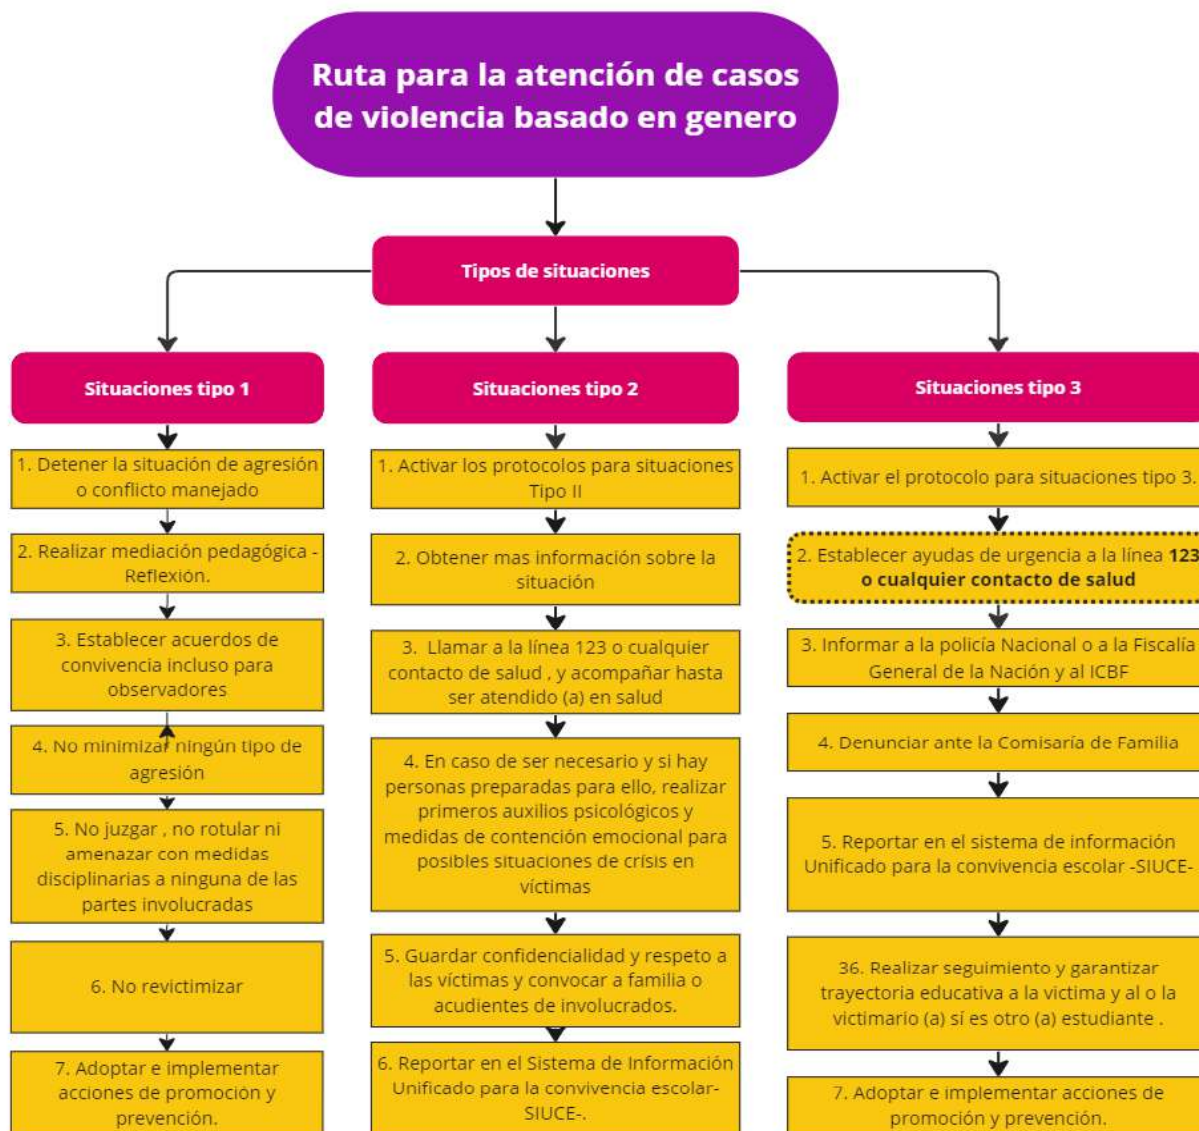 Ruta para la atención de casos
de violencia basado en genero
Tipos de situaciones
Situaciones tipo 1
1. Detener la situación de agresión
o conflicto manejado
2. Realizar mediación pedagógica -
Reflexión.
3. Establecer acuerdos de
convivencia incluso para
observadores
4. No minimizar ningún tipo de
agresión
5. No juzgar , no rotular ni
amenazar con medidas
disciplinarias a ninguna de las
partes involucradas
6. No revictimizar
7. Adoptar e implementar
acciones de promoción y
prevención.
Situaciones tipo 2
1. Activar los protocolos para situaciones
Tipo II
2. Obtener mas información sobre la
situación
3. Llamar a la línea 123 o cualquier
contacto de salud , y acompañar hasta
ser atendido (a) en salud
4. En caso de ser necesario y si hay
personas preparadas para ello, realizar
primeros auxilios psicológicos y
medidas de contención emocional para
posibles situaciones de crísis en
víctimas
5. Guardar confidencialidad y respeto a
las víctimas y convocar a familia o
acudientes de involucrados.
6. Reportar en el Sistema de Información
Unificado para la convivencia escolar-
SIUCE-.
Situaciones tipo 3
1. Activar el protocolo para situaciones tipo 3.
2. Establecer ayudas de urgencia a la línea 123
o cualquier contacto de salud
3. Informar a la policía Nacional o a la Fiscalía
General de la Nación y al ICBF
4. Denunciar ante la Comisaría de Familia
5. Reportar en el sistema de información
Unificado para la convivencia escolar -SIUCE-
36. Realizar seguimiento y garantizar
trayectoria educativa a la victima y al o la
victimario (a) sí es otro (a) estudiante .
7. Adoptar e implementar acciones de
promoción y prevención.